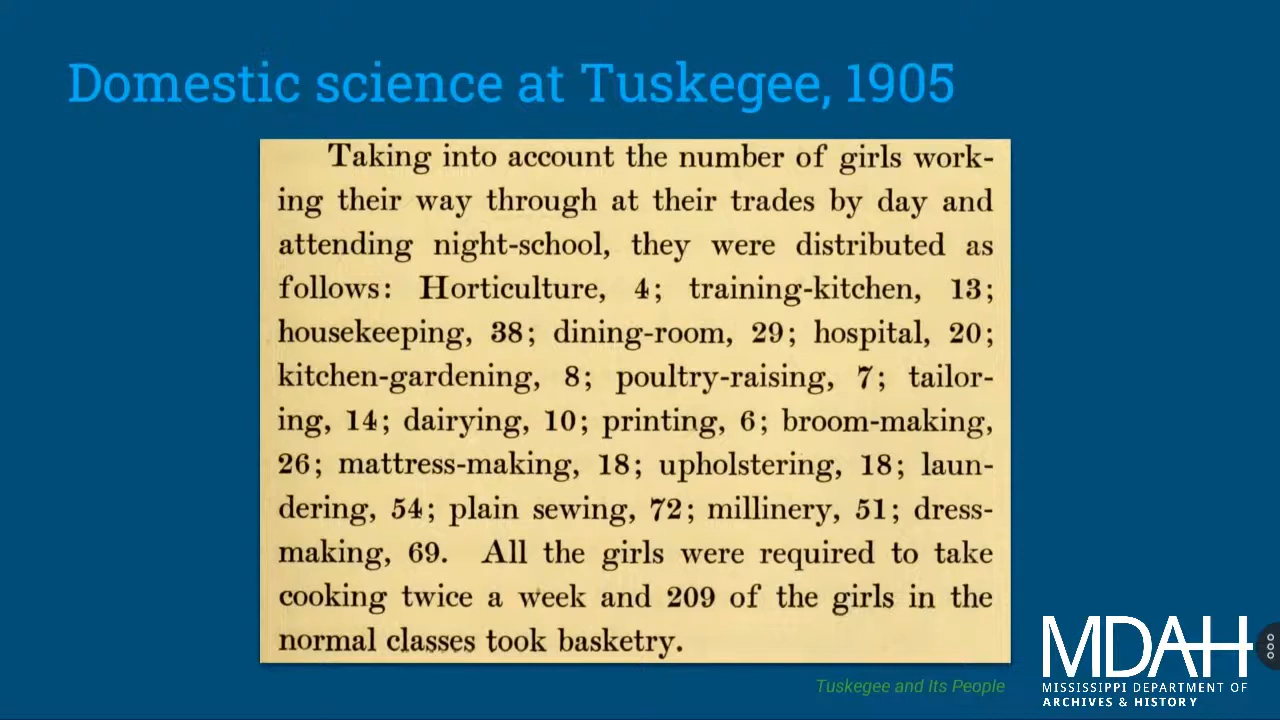 Domestic science at Tuskegee, 1905
Taking into account the number of girls work-
ing their way through at their trades by day and
attending night-school, they were distributed as
follows: Horticulture, 4; training-kitchen, 13;
housekeeping, 38; dining-room, 29; hospital, 20;
kitchen-gardening, 8; poultry-raising, 7; tailor-
ing, 14; dairying, 10; printing, 6; broom-making,
26; mattress-making, 18; upholstering, 18; laun-
dering, 54; plain sewing, 72; millinery, 51; dress-
making, 69. All the girls were required to take
cooking twice a week and 209 of the girls in the
normal classes took basketry.
Tuskegee and Its People
MDAH
MISSISSIPPI DEPARTMENT OF
ARCHIVES & HISTORY